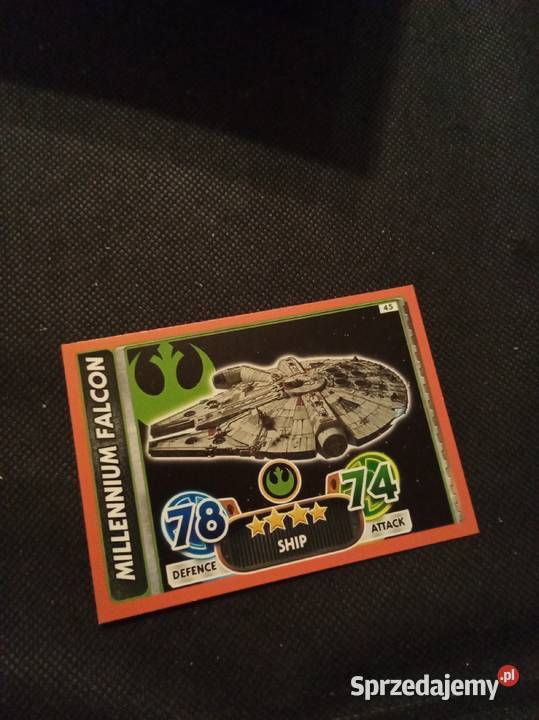 45
MILLENNIUM FALCON
78
74
DEFENCE
ATTACK
SHIP
Sprzedajemy.pl